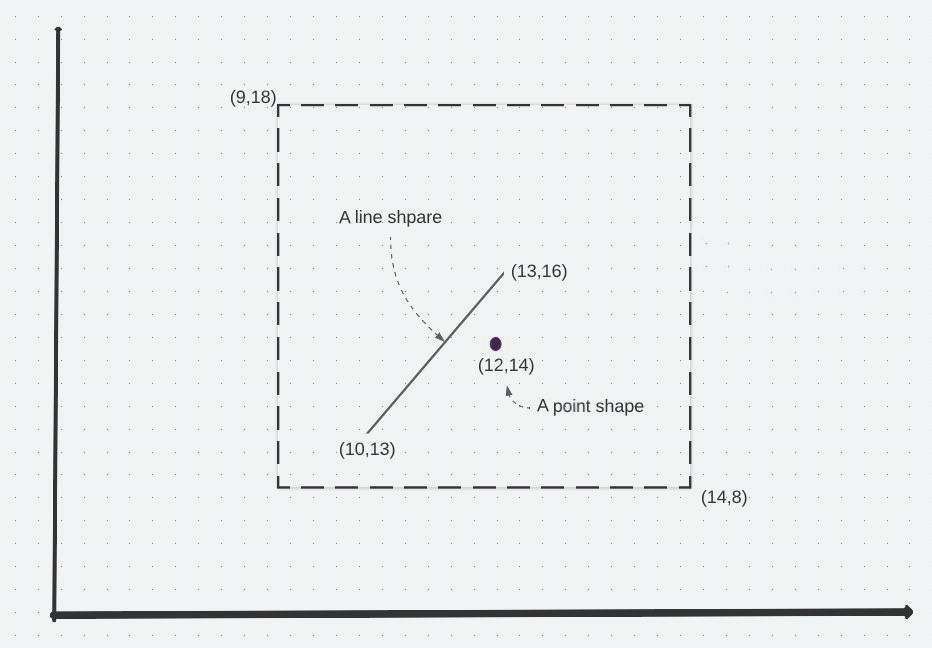 (9,18)
A line shpare
(13,16)
(12,14)
A point shape
(10,13)
(14,8)